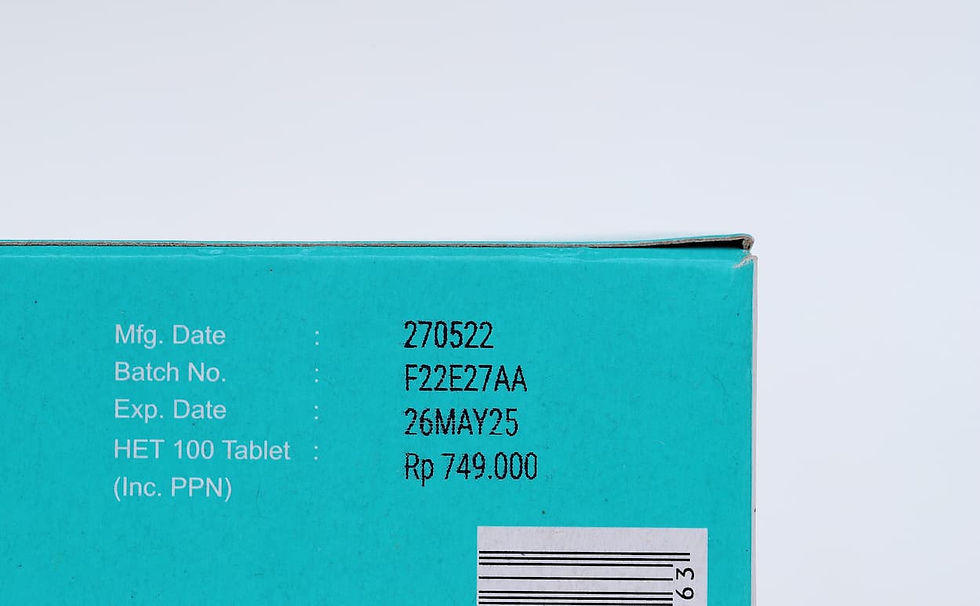 Mfg. Date : 270522
Batch No. : F22E27AA
Exp. Date : 26MAY25
HET 100 Tablet : Rp 749.000
(Inc. PPN)
63